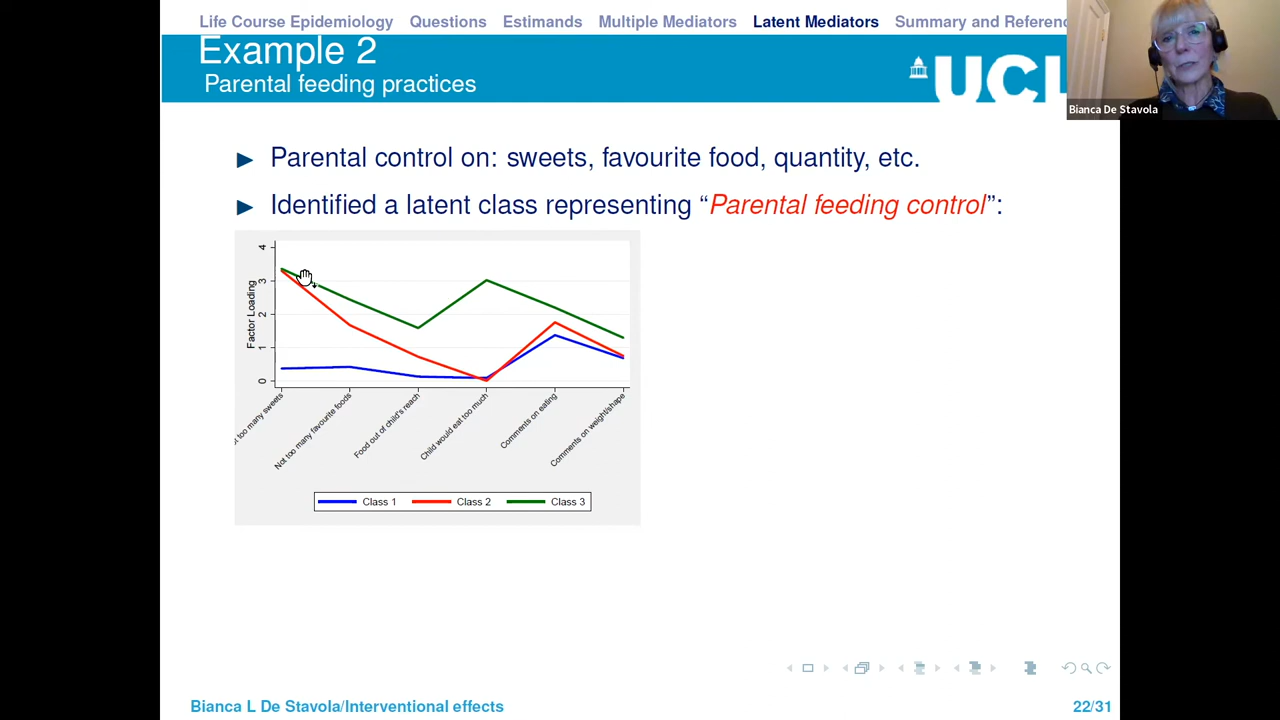 Life Course Epidemiology Questions Estimands Multiple Mediators Latent Mediators Summary and
Example 2
Parental feeding practices
UCL
Bianca De Stavola
► Parental control on: sweets, favourite food, quantity, etc.
► Identified a latent class representing “Parental feeding control”:
Factor Loading
4
3
2
1
0
too many sweets
Not too many favourite foods
Food out of child's reach
Child would eat too much
Comments on eating
Comments on weight/shape
Class 1 Class 2 Class 3
Bianca L De Stavola/Interventional effects 22/31